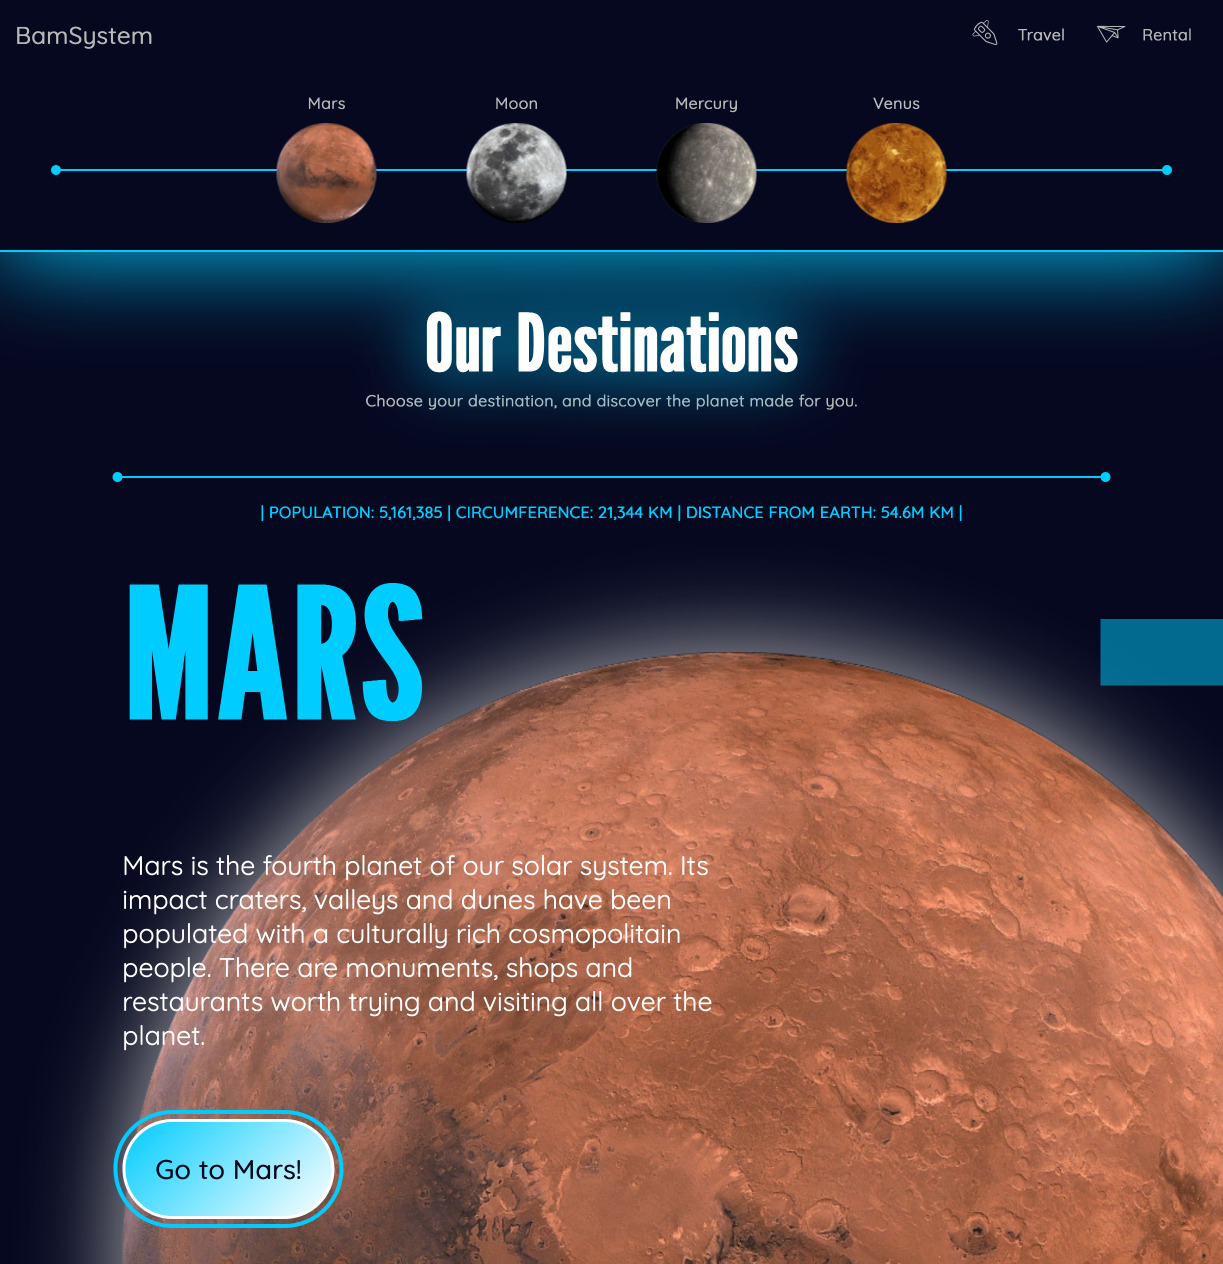 BamSystem
Travel
Rental
Mars
Moon
Mercury
Venus
Our Destinations
Choose your destination, and discover the planet made for you.
| POPULATION: 5,161,385 | CIRCUMFERENCE: 21,344 KM | DISTANCE FROM EARTH: 54.6M KM |
MARS
Mars is the fourth planet of our solar system. Its
impact craters, valleys and dunes have been
populated with a culturally rich cosmopolitain
people. There are monuments, shops and
restaurants worth trying and visiting all over the
planet.
Go to Mars!